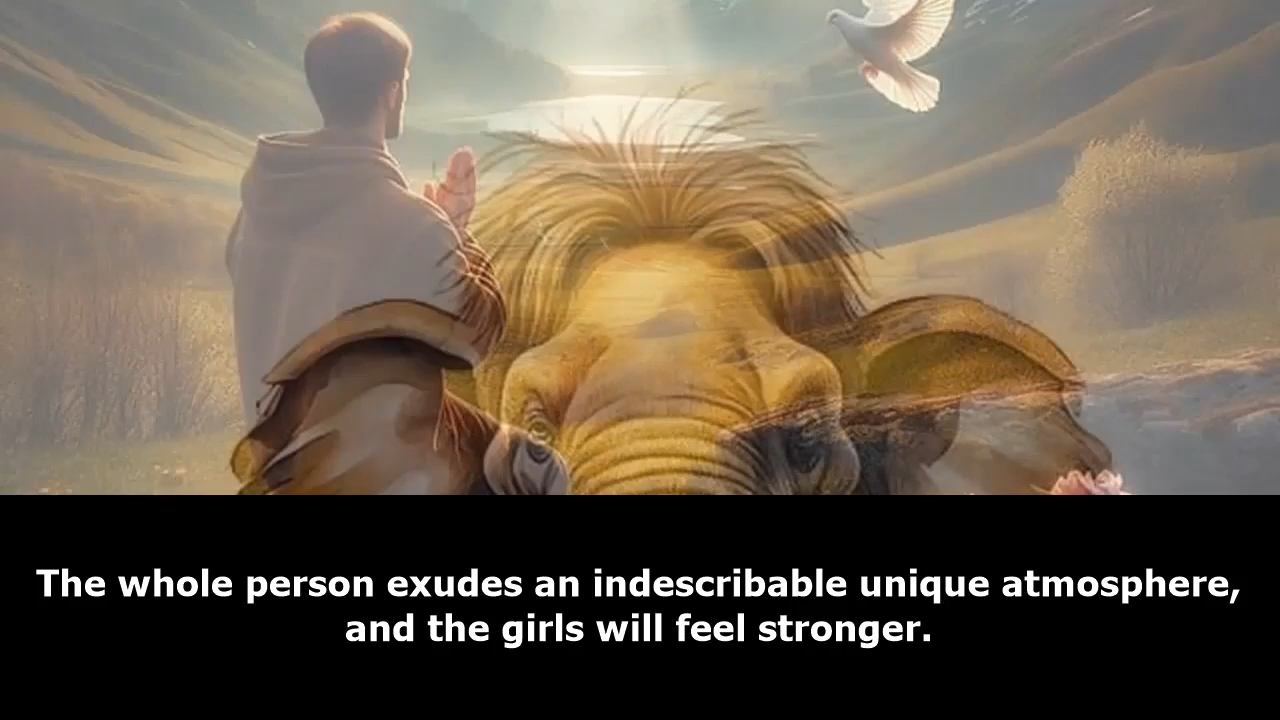 The whole person exudes an indescribable unique atmosphere,
and the girls will feel stronger.